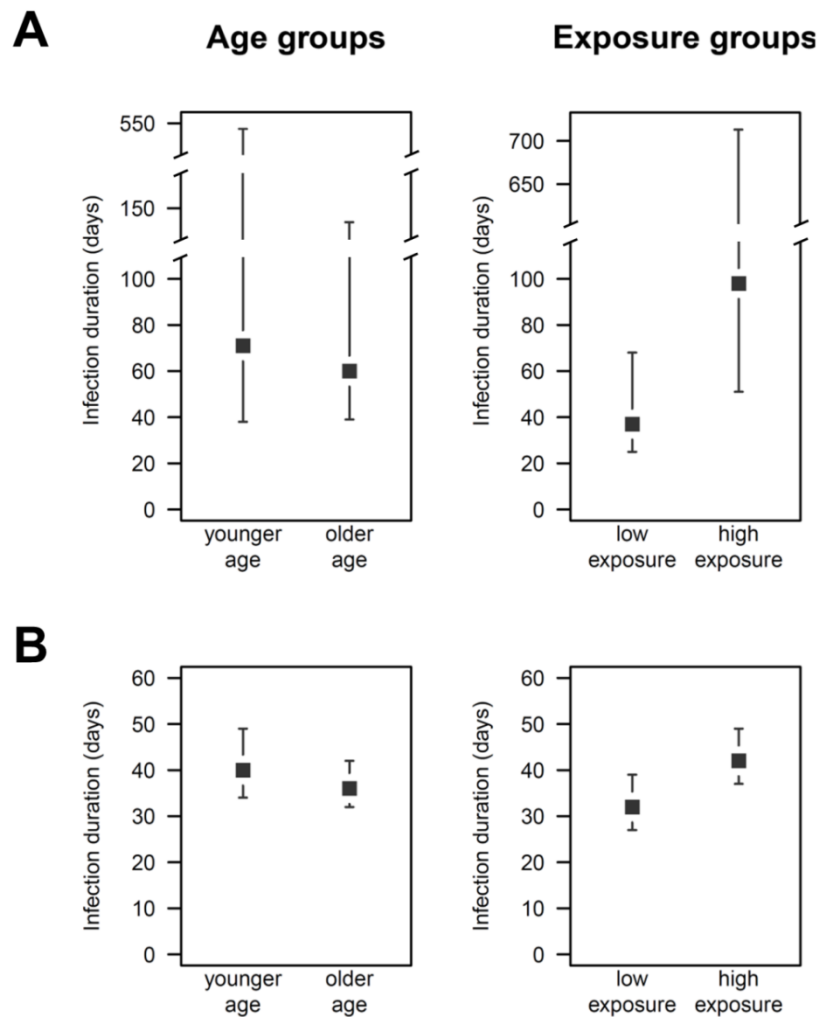 A
Age groups
Exposure groups
Infection duration (days)
550
150
100
80
60
40
20
0
younger age
older age
Infection duration (days)
700
650
100
80
60
40
20
0
low exposure
high exposure
B
Infection duration (days)
60
50
40
30
20
10
0
younger age
older age
Infection duration (days)
60
50
40
30
20
10
0
low exposure
high exposure